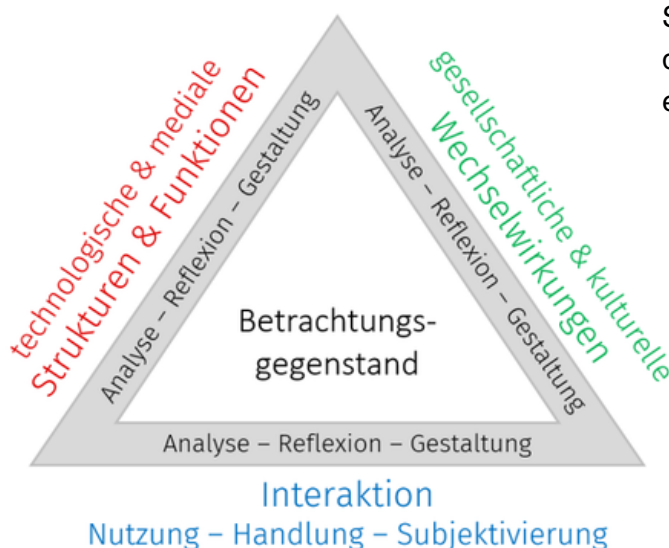 technologische & mediale
Strukturen & Funktionen
Analyse – Reflexion – Gestaltung
gesellschaftliche & kulturelle
Wechselwirkungen
Analyse – Reflexion – Gestaltung
Betrachtungs-
gegenstand
Analyse – Reflexion – Gestaltung
Interaktion
Nutzung – Handlung – Subjektivierung